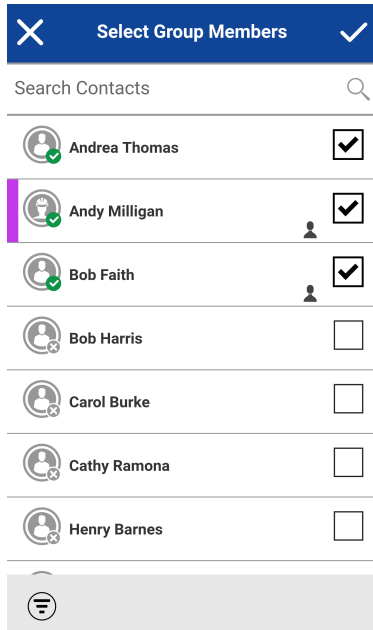 Select Group Members
Search Contacts
Andrea Thomas
Andy Milligan
Bob Faith
Bob Harris
Carol Burke
Cathy Ramona
Henry Barnes